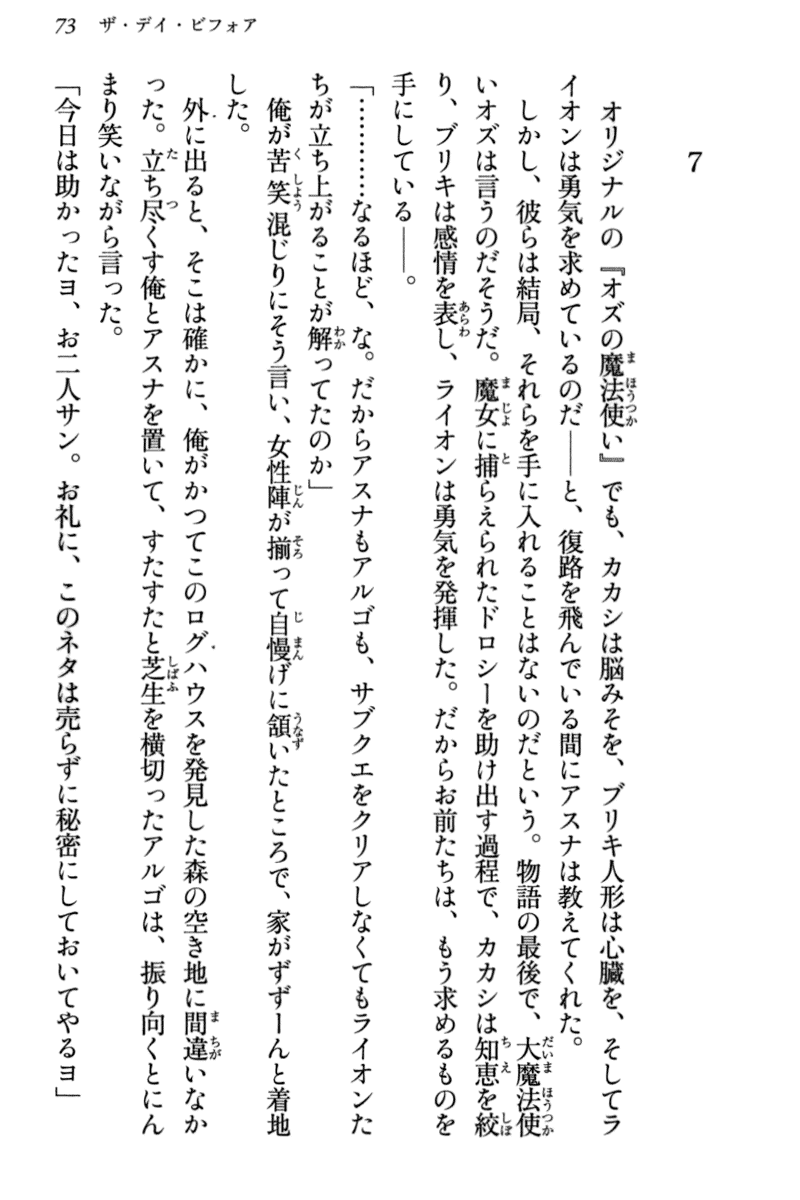 73 ザ・デイ・ビフォア
7
オリジナルの『オズの魔法使い』でも、カカシは脳みそを、ブリキ人形は心臓を、そしてラ
イオンは勇気を求めているのだ――と、復路を飛んでいる間にアスナは教えてくれた。
しかし、彼らは結局、それらを手に入れることはないのだという。物語の最後で、大魔法使
いオズは言うのだそうだ。魔女に捕らえられたドロシーを助け出す過程で、カカシは知恵を絞
り、ブリキは感情を表し、ライオンは勇気を発揮した。だからお前たちは、もう求めるものを
手にしている――。
「…………なるほど、な。だからアスナもアルゴも、サブクエをクリアしなくてもライオンた
ちが立ち上がることが解ってたのか」
俺が苦笑混じりにそう言い、女性陣が揃って自慢げに頷いたところで、家がずずーんと着地
した。
外に出ると、そこは確かに、俺がかつてこのログハウスを発見した森の空き地に間違いなか
った。立ち尽くす俺とアスナを置いて、すたすたと芝生を横切ったアルゴは、振り向くとにん
まり笑いながら言った。
「今日は助かったヨ、お二人サン。お礼に、このネタは売らずに秘密にしておいてやるヨ」